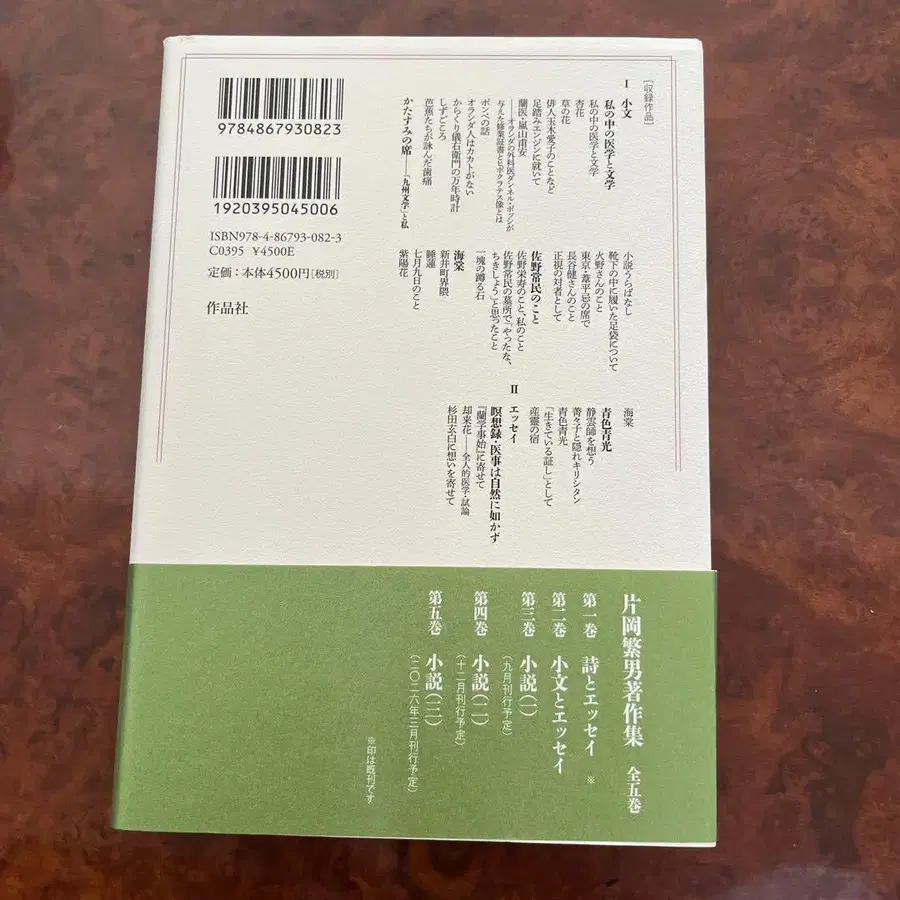 9784867930823
1920395045006
ISBN978-4-86793-082-3
C0395 ¥4500E
定価：本体4500円[税別]
作品社
［収録作品］
Ⅰ 小文
私の中の医学と文学
私の中の医学と文学
杏花
草の花
俳人玉木愛子のことなど
足踏みエンジンに就いて
蘭医・嵐山甫安
――オランダの外科医ダンネル・ボッシが
与えた修業証書とヒポクラテス像とは
ポンペの話
オランダ人はカカトがない
からくり儀右衛門の万年時計
しずごころ
芭蕉たちが詠んだ歯痛
かたすみの席――「九州文学」と私
小説うらばなし
靴下の中に履いた足袋について
火野さんのこと
東京・葦平忌の席で
長谷健さんのこと
正視の対者として
佐野常民のこと
佐野栄寿のこと、私のこと
佐野常民の墓所で「やったな、
ちきしょう」と思ったこと
一塊の蹲る石
海棠
新井町界隈
睡蓮
七月九日のこと
紫陽花
海棠
青色青光
静雲師を想う
菁々子と隠れキリシタン
青色青光
「生きている証し」として
産霊の宿
Ⅱ
エッセイ
瞑想録・医事は自然に如かず
『蘭学事始』に寄せて
却来花――全人的医学・試論
杉田玄白に想いを寄せて
片岡繁男著作集 全五巻
第一巻 詩とエッセイ ※
第二巻 小文とエッセイ
第三巻 小説（一）
（九月刊行予定）
第四巻 小説（二）
（十二月刊行予定）
第五巻 小説（三）
（二〇二六年三月刊行予定）
※印は既刊です